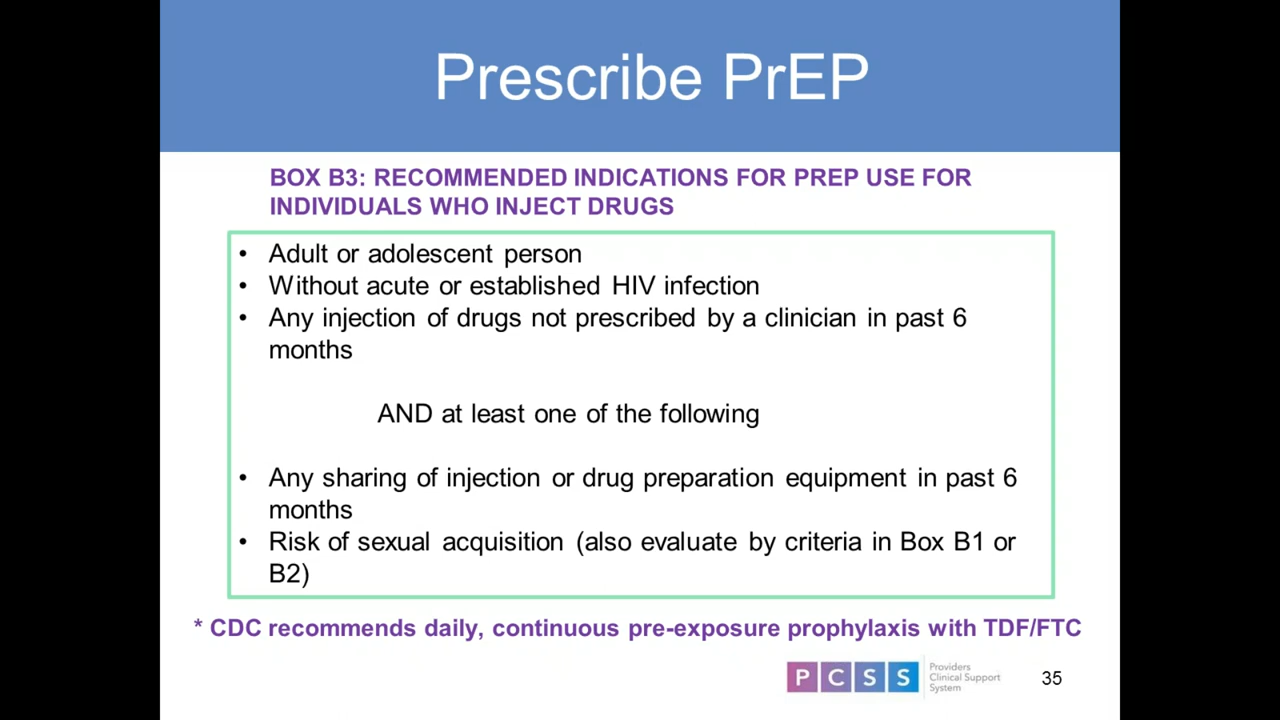 Prescribe PrEP
BOX B3: RECOMMENDED INDICATIONS FOR PREP USE FOR
INDIVIDUALS WHO INJECT DRUGS
• Adult or adolescent person
• Without acute or established HIV infection
• Any injection of drugs not prescribed by a clinician in past 6
months
AND at least one of the following
• Any sharing of injection or drug preparation equipment in past 6
months
• Risk of sexual acquisition (also evaluate by criteria in Box B1 or
B2)
* CDC recommends daily, continuous pre-exposure prophylaxis with TDF/FTC
PCSS
Providers
Clinical Support
System
35